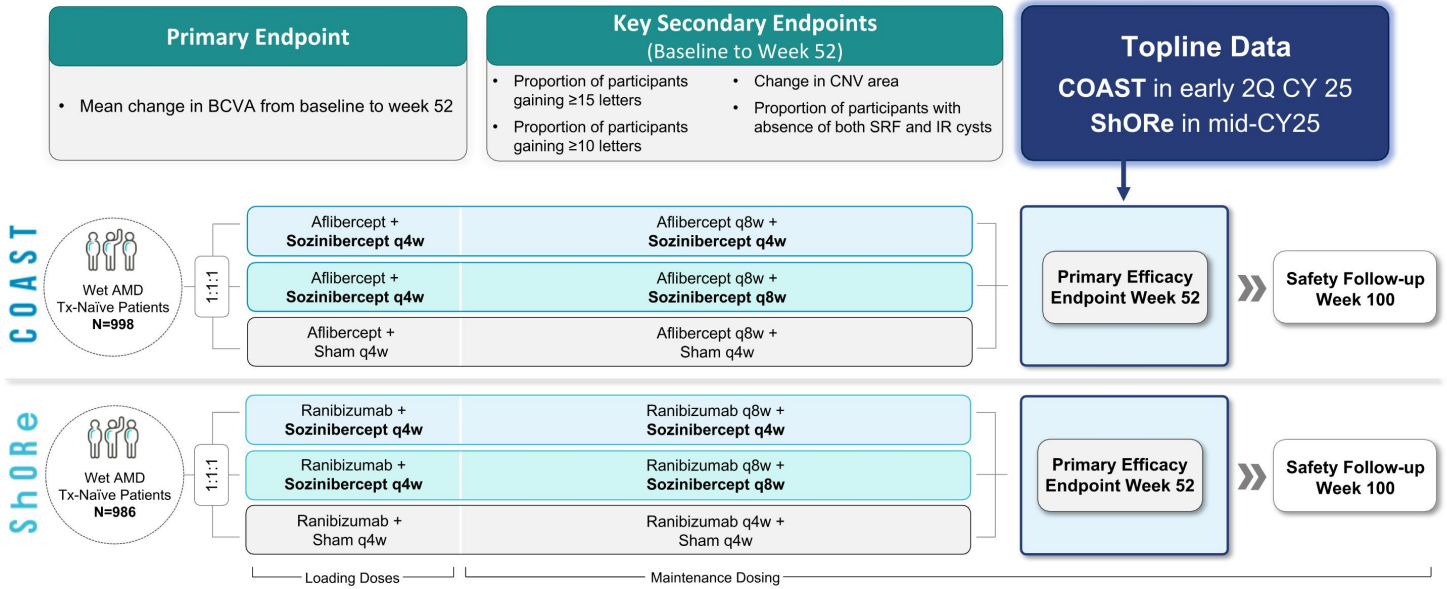 Primary Endpoint
• Mean change in BCVA from baseline to week 52
Key Secondary Endpoints
(Baseline to Week 52)
• Proportion of participants
gaining ≥15 letters
• Proportion of participants
gaining ≥10 letters
• Change in CNV area
• Proportion of participants with
absence of both SRF and IR cysts
Topline Data
COAST in early 2Q CY 25
ShORe in mid-CY25
COAST
Wet AMD
Tx-Naïve Patients
N=998
1:1:1
Aflibercept +
Sozinibercept q4w
Aflibercept q8w +
Sozinibercept q4w
Aflibercept +
Sozinibercept q4w
Aflibercept q8w +
Sozinibercept q8w
Aflibercept +
Sham q4w
Aflibercept q8w +
Sham q4w
Primary Efficacy
Endpoint Week 52
Safety Follow-up
Week 100
ShORe
Wet AMD
Tx-Naïve Patients
N=986
1:1:1
Ranibizumab +
Sozinibercept q4w
Ranibizumab q8w +
Sozinibercept q4w
Ranibizumab +
Sozinibercept q4w
Ranibizumab q8w +
Sozinibercept q8w
Ranibizumab +
Sham q4w
Ranibizumab q4w +
Sham q4w
Primary Efficacy
Endpoint Week 52
Safety Follow-up
Week 100
Loading Doses
Maintenance Dosing